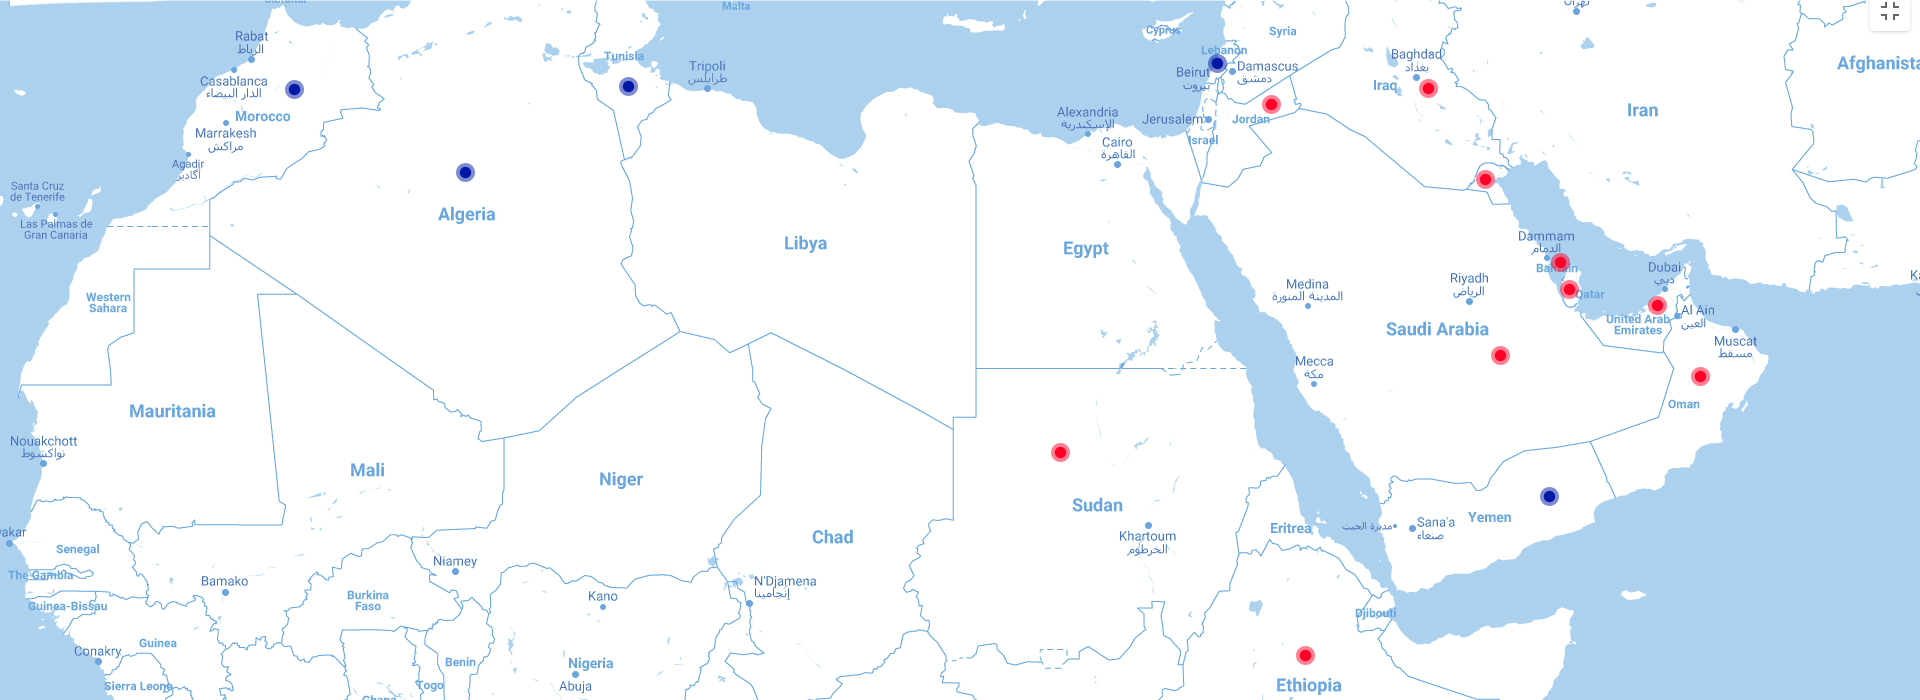 Malta
Tunisia
Tripoli
طرابلس
Rabat
الرباط
Casablanca
الدار البيضاء
Morocco
Marrakesh
مراكش
Agadir
أكادير
Santa Cruz
de Tenerife
Las Palmas de
Gran Canaria
Algeria
Libya
Western
Sahara
Cyprus
Lebanon
Syria
Beirut
بيروت
Damascus
دمشق
Baghdad
بغداد
Iraq
طهران
Iran
Afghanista
Alexandria
الإسكندرية
Cairo
القاهرة
Jerusalem
Jordan
Israel
Egypt
Dammam
الدمام
Bahrain
Qatar
Dubai
دبي
Al Ain
العين
United Arab
Emirates
Riyadh
الرياض
Medina
المدينة المنورة
Saudi Arabia
Muscat
مسقط
Mecca
مكة
Oman
Mauritania
Nouakchott
نواكشوط
Mali
Niger
Sudan
Chad
Khartoum
الخرطوم
Eritrea
مديرة الخبت
Sana'a
صنعاء
Yemen
Dakar
Senegal
The Gambia
Guinea-Bissau
Bamako
Niamey
Burkina
Faso
Kano
N'Djamena
إنجامينا
Djibouti
Guinea
Conakry
Sierra Leone
Benin
Togo
Ghana
Nigeria
Abuja
Ethiopia